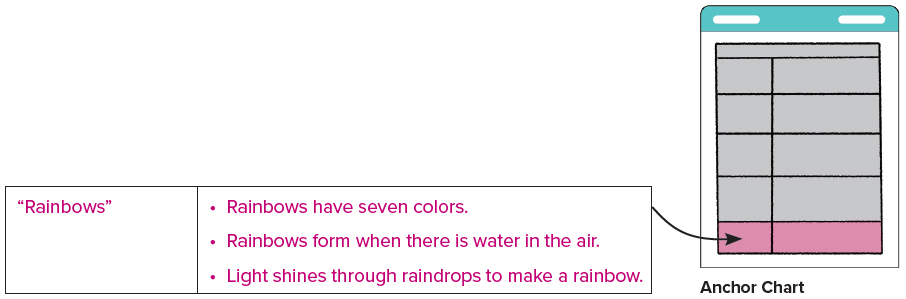 “Rainbows”
• Rainbows have seven colors.
• Rainbows form when there is water in the air.
• Light shines through raindrops to make a rainbow.
Anchor Chart